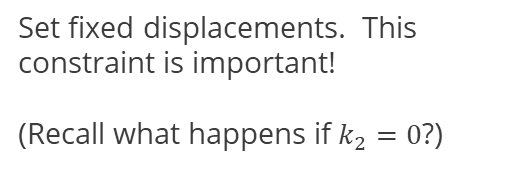 Set fixed displacements.  This
constraint is important!
(Recall what happens if k₂ = 0?)